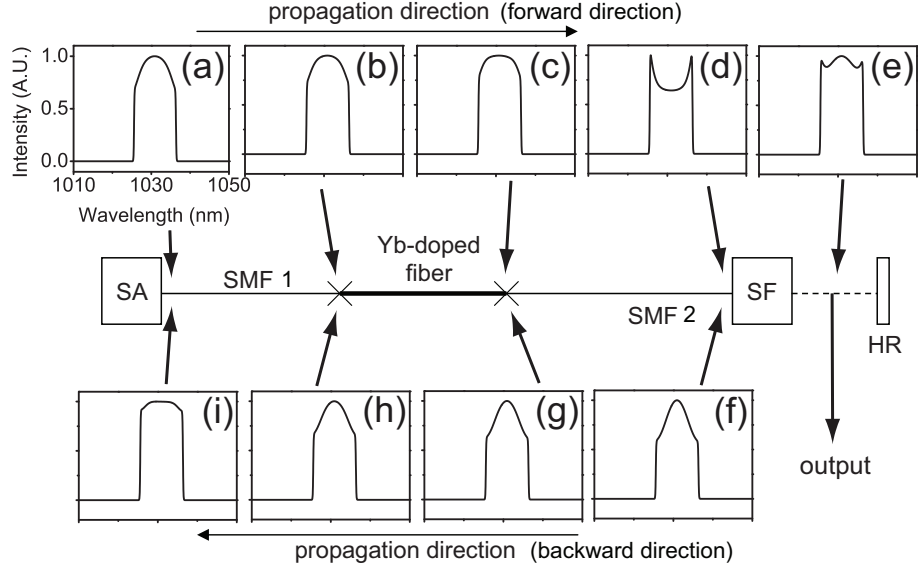 propagation direction (forward direction)
Intensity (A.U.)
1.0
0.5
0.0
1010 1030 1050
Wavelength (nm)
(a)
(b)
(c)
(d)
(e)
Yb-doped
fiber
SA
SMF 1
SMF 2
SF
HR
(i)
(h)
(g)
(f)
output
propagation direction (backward direction)